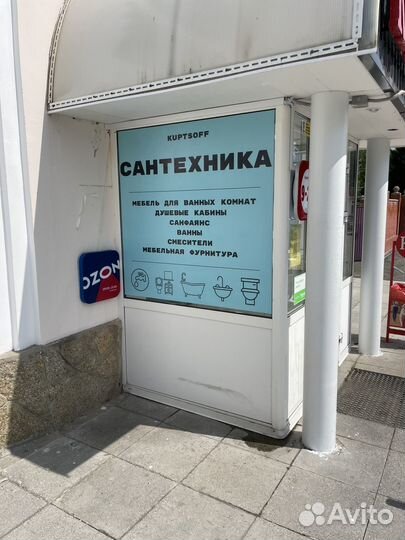 KUPTSOFF
САНТЕХНИКА
МЕБЕЛЬ ДЛЯ ВАННЫХ КОМНАТ
ДУШЕВЫЕ КАБИНЫ
САНФАЯНС
ВАННЫ
СМЕСИТЕЛИ
МЕБЕЛЬНАЯ ФУРНИТУРА
OZON
Avito